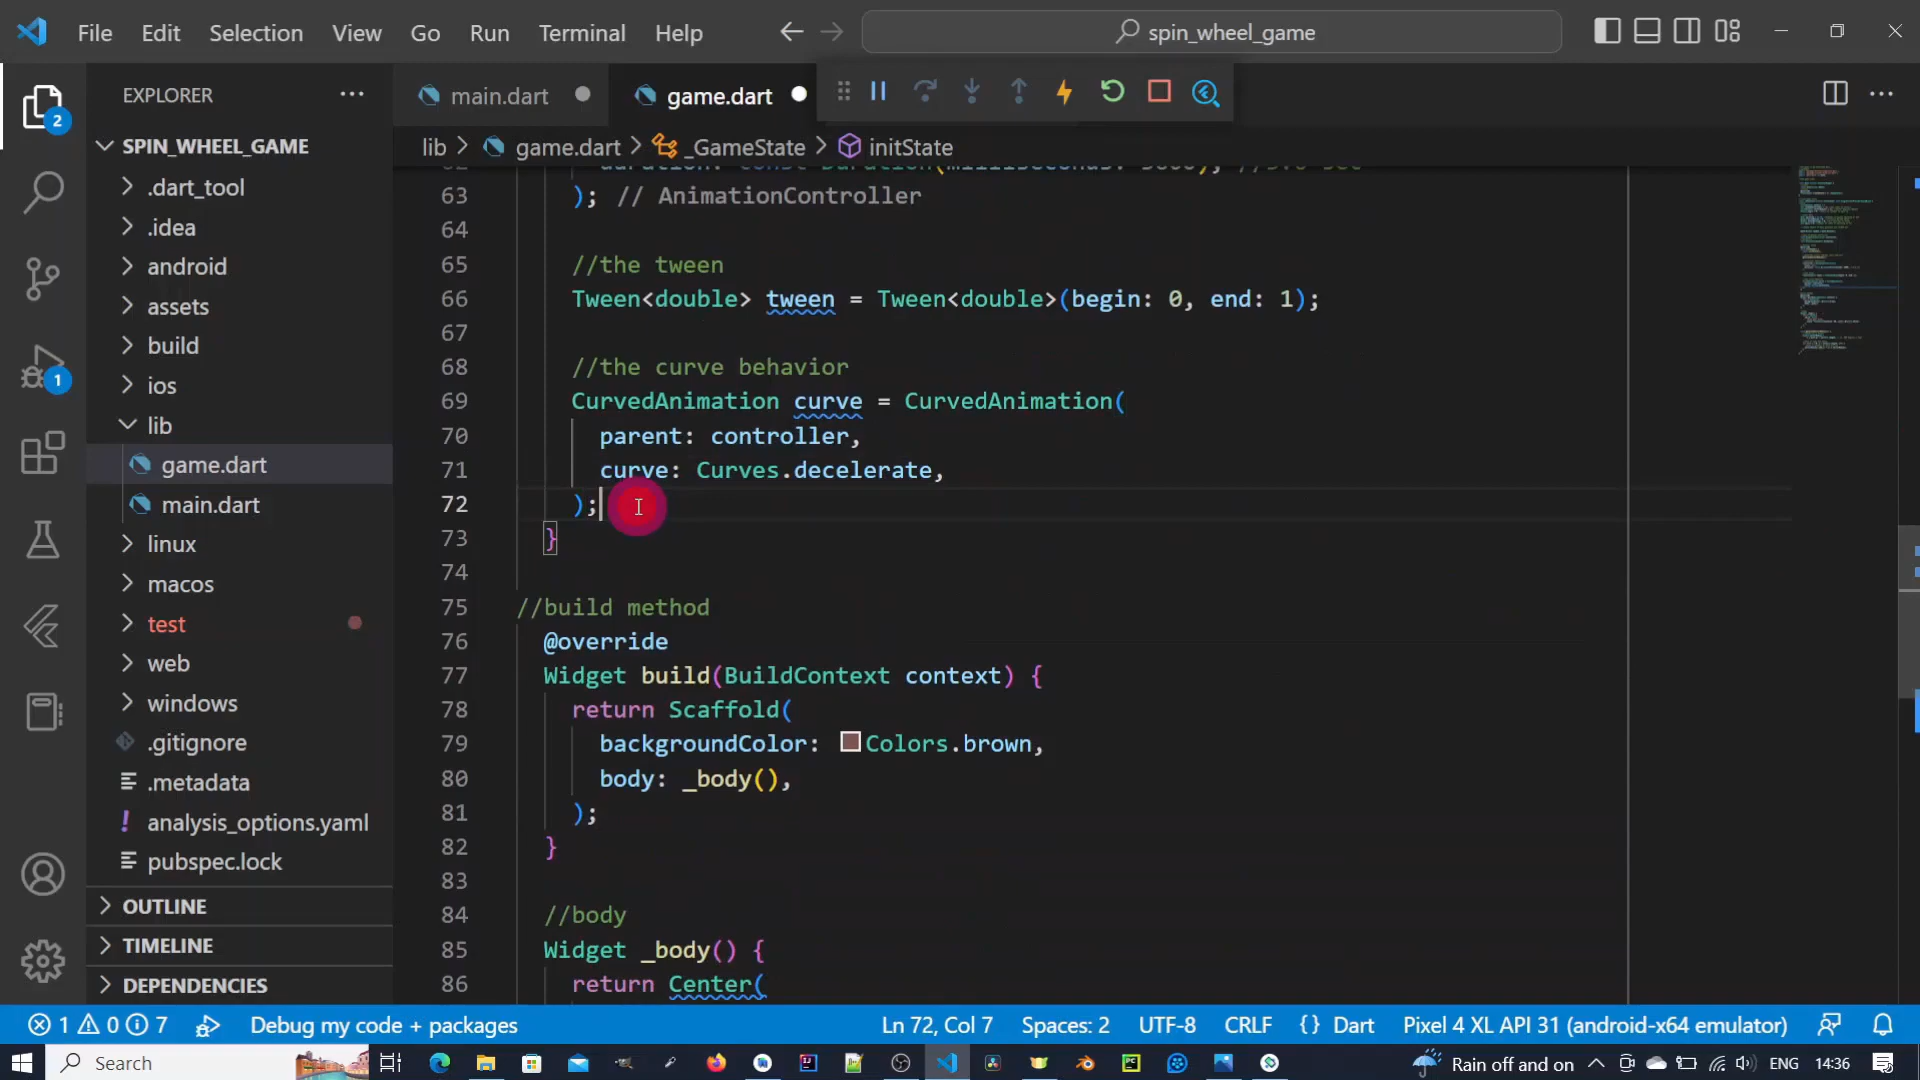 File Edit Selection View Go Run Terminal Help
spin_wheel_game
EXPLORER
main.dart
game.dart
lib > game.dart > _GameState > initState
2
SPIN_WHEEL_GAME
.dart_tool
.idea
android
assets
build
ios
1
lib
game.dart
main.dart
linux
macos
test
web
windows
.gitignore
.metadata
analysis_options.yaml
pubspec.lock
OUTLINE
TIMELINE
DEPENDENCIES
63 ); // AnimationController
64
65 //the tween
66 Tween<double> tween = Tween<double>(begin: 0, end: 1);
67
68 //the curve behavior
69 CurvedAnimation curve = CurvedAnimation(
70 parent: controller,
71 curve: Curves.decelerate,
72 );
73 }
74
75 //build method
76 @override
77 Widget build(BuildContext context) {
78 return Scaffold(
79 backgroundColor: Colors.brown,
80 body: _body(),
81 );
82 }
83
84 //body
85 Widget _body() {
86 return Center(
1 0 7 Debug my code + packages Ln 72, Col 7 Spaces: 2 UTF-8 CRLF {} Dart Pixel 4 XL API 31 (android-x64 emulator)
Search Rain off and on ENG 14:36